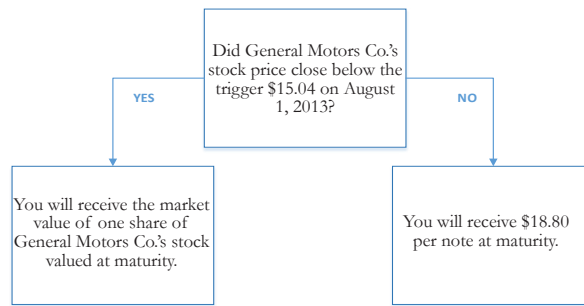 Did General Motors Co.'s
stock price close below the
trigger $15.04 on August
1, 2013?
YES
NO
You will receive the market
value of one share of
General Motors Co.'s stock
valued at maturity.
You will receive $18.80
per note at maturity.